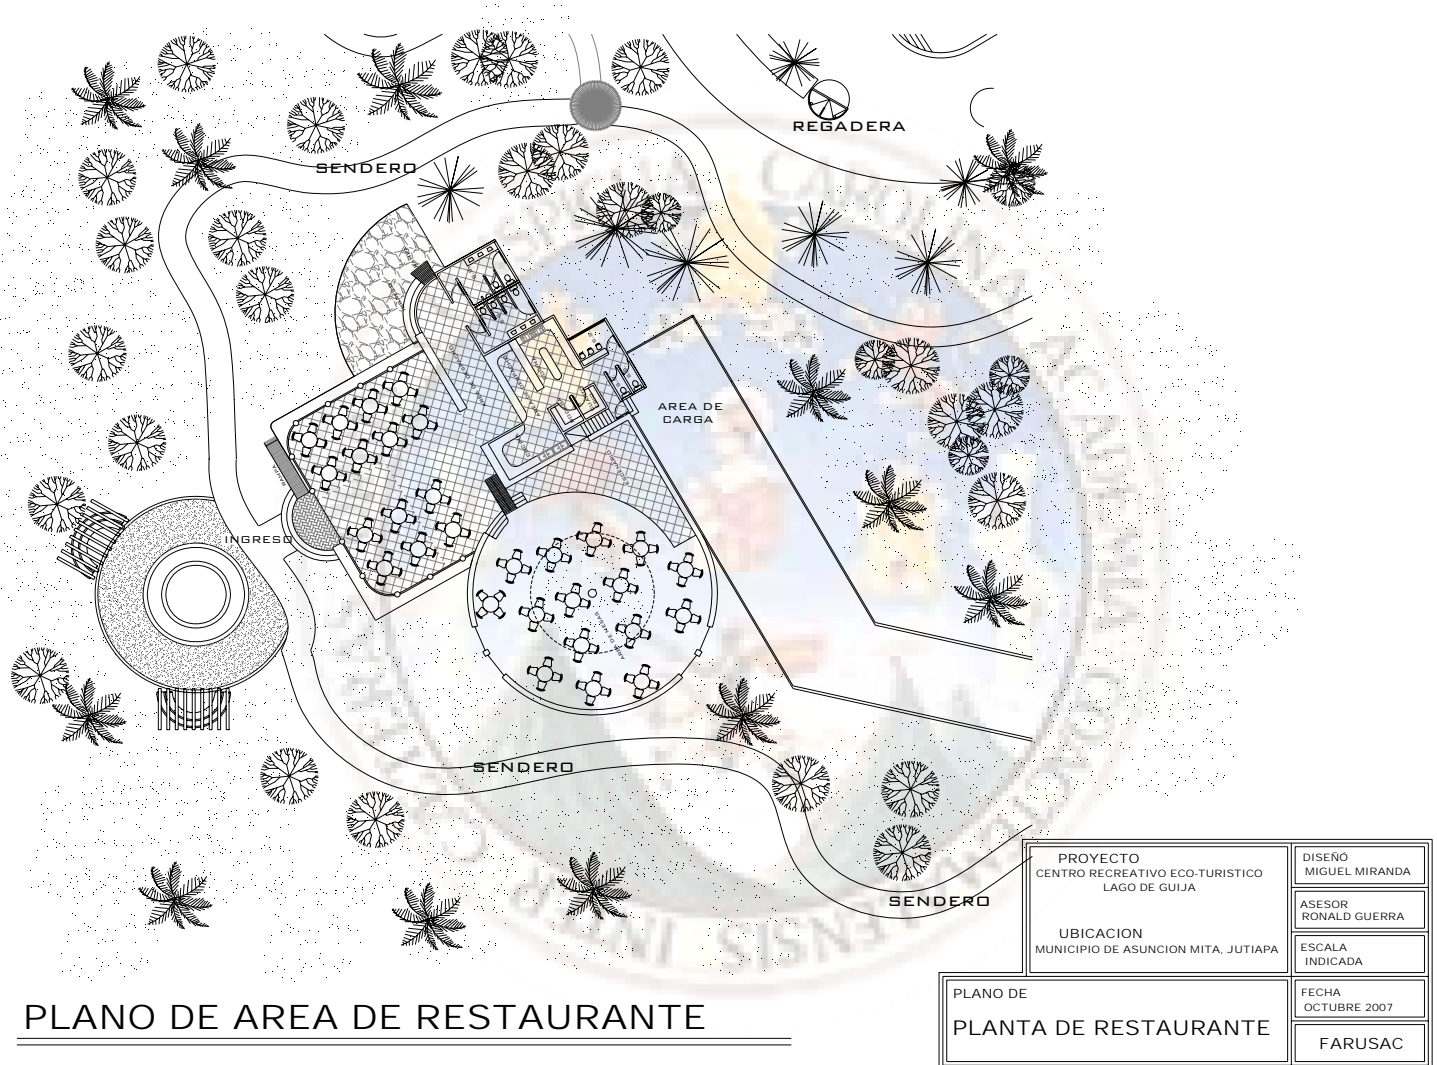 REGADERA
SENDERO
AREA DE
CARGA
INGRESO
SENDERO
SENDERO
PROYECTO
CENTRO RECREATIVO ECO-TURISTICO
LAGO DE GUIJA
UBICACION
MUNICIPIO DE ASUNCION MITA, JUTIAPA
DISEÑÓ
MIGUEL MIRANDA
ASESOR
RONALD GUERRA
ESCALA
INDICADA
PLANO DE
PLANTA DE RESTAURANTE
FECHA
OCTUBRE 2007
FARUSAC
PLANO DE AREA DE RESTAURANTE